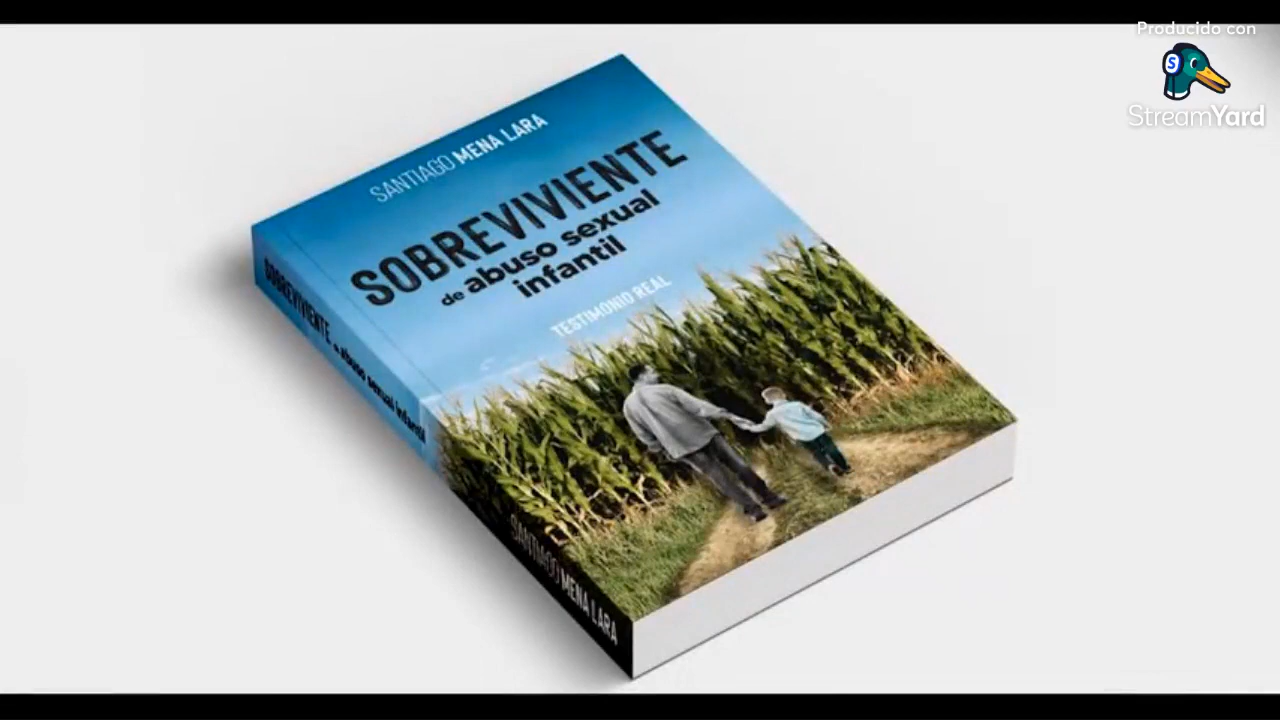 Producido con
StreamYard
SANTIAGO MENA LARA
SOBREVIVIENTE
de abuso sexual
infantil
TESTIMONIO REAL
SOBREVIVIENTE de abuso sexual infantil
SANTIAGO MENA LARA